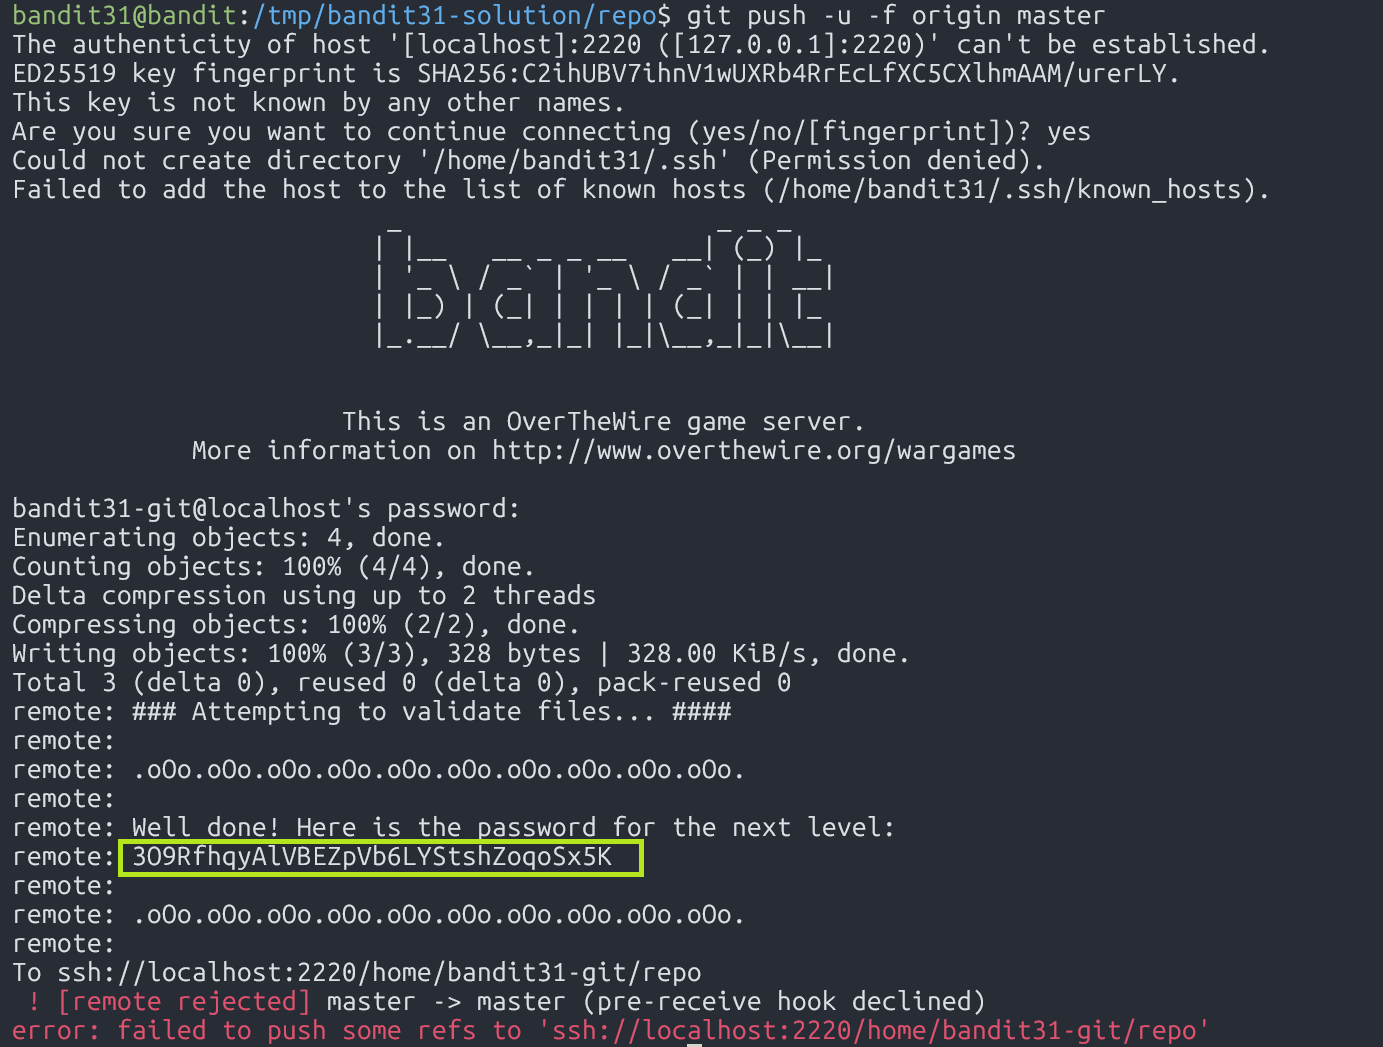 bandit31@bandit:/tmp/bandit31-solution/repo$ git push -u -f origin master
The authenticity of host '[localhost]:2220 ([127.0.0.1]:2220)' can't be established.
ED25519 key fingerprint is SHA256:C2ihUBV7ihnV1wUXRb4RrEcLfXC5CXlhmAAM/urerLY.
This key is not known by any other names.
Are you sure you want to continue connecting (yes/no/[fingerprint])? yes
Could not create directory '/home/bandit31/.ssh' (Permission denied).
Failed to add the host to the list of known hosts (/home/bandit31/.ssh/known_hosts).
                         _                     _ _ _
                        | |__   __ _ _ __   __| (_) |_
                        | '_ \ / _` | '_ \ / _` | | __|
                        | |_) | (_| | | | | (_| | | |_
                        |_.__/ \__,_|_| |_|\__,_|_|\__|
                      This is an OverTheWire game server.
            More information on http://www.overthewire.org/wargames
bandit31-git@localhost's password:
Enumerating objects: 4, done.
Counting objects: 100% (4/4), done.
Delta compression using up to 2 threads
Compressing objects: 100% (2/2), done.
Writing objects: 100% (3/3), 328 bytes | 328.00 KiB/s, done.
Total 3 (delta 0), reused 0 (delta 0), pack-reused 0
remote: ### Attempting to validate files... ####
remote:
remote: .oOo.oOo.oOo.oOo.oOo.oOo.oOo.oOo.oOo.oOo.
remote:
remote: Well done! Here is the password for the next level:
remote: 3O9RfhqyAlVBEZpVb6LYStshZoqoSx5K
remote:
remote: .oOo.oOo.oOo.oOo.oOo.oOo.oOo.oOo.oOo.oOo.
remote:
To ssh://localhost:2220/home/bandit31-git/repo
 ! [remote rejected] master -> master (pre-receive hook declined)
error: failed to push some refs to 'ssh://localhost:2220/home/bandit31-git/repo'